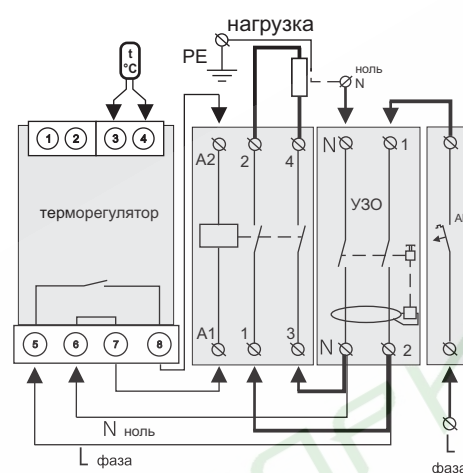 нагрузка
PE
ноль
N
t
°C
1 2 3 4
A2 2 4 N 1
УЗО
терморегулятор
A1 1 3 N 2
5 6 7 8
N ноль
L фаза
L
фаза